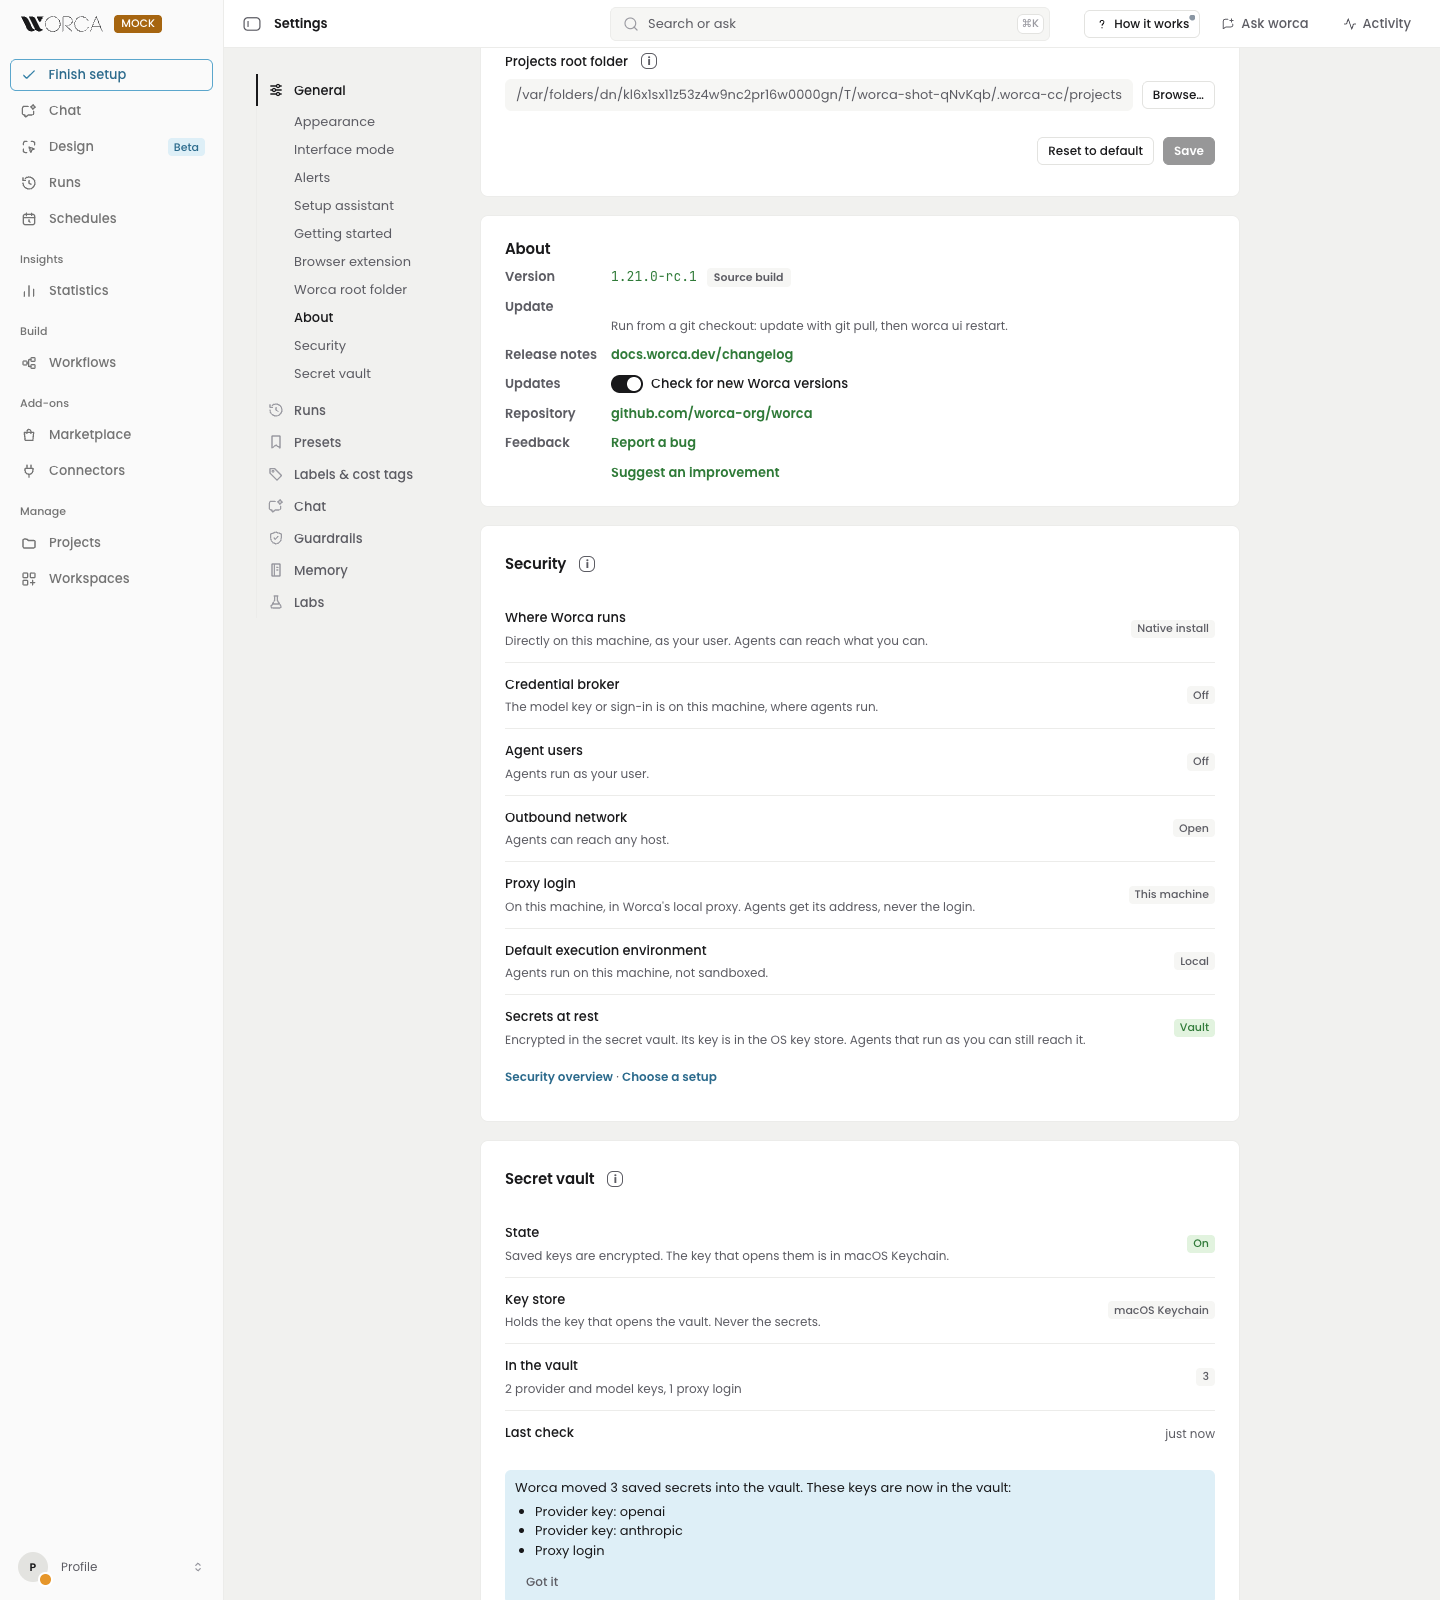 WORCA MOCK
Finish setup
Chat
Design Beta
Runs
Schedules
Insights
Statistics
Build
Workflows
Add-ons
Marketplace
Connectors
Manage
Projects
Workspaces
P Profile
Settings
Search or ask ⌘K
? How it works
Ask worca
Activity
General
Appearance
Interface mode
Alerts
Setup assistant
Getting started
Browser extension
Worca root folder
About
Security
Secret vault
Runs
Presets
Labels & cost tags
Chat
Guardrails
Memory
Labs
Projects root folder
/var/folders/dn/kl6x1sx11z53z4w9nc2pr16w0000gn/T/worca-shot-qNvKqb/.worca-cc/projects Browse...
Reset to default Save
About
Version 1.21.0-rc.1 Source build
Update
Run from a git checkout: update with git pull, then worca ui restart.
Release notes docs.worca.dev/changelog
Updates Check for new Worca versions
Repository github.com/worca-org/worca
Feedback Report a bug
Suggest an improvement
Security
Where Worca runs
Directly on this machine, as your user. Agents can reach what you can.
Native install
Credential broker
The model key or sign-in is on this machine, where agents run.
Off
Agent users
Agents run as your user.
Off
Outbound network
Agents can reach any host.
Open
Proxy login
On this machine, in Worca's local proxy. Agents get its address, never the login.
This machine
Default execution environment
Agents run on this machine, not sandboxed.
Local
Secrets at rest
Encrypted in the secret vault. Its key is in the OS key store. Agents that run as you can still reach it.
Vault
Security overview · Choose a setup
Secret vault
State
Saved keys are encrypted. The key that opens them is in macOS Keychain.
On
Key store
Holds the key that opens the vault. Never the secrets.
macOS Keychain
In the vault
2 provider and model keys, 1 proxy login
3
Last check just now
Worca moved 3 saved secrets into the vault. These keys are now in the vault:
• Provider key: openai
• Provider key: anthropic
• Proxy login
Got it